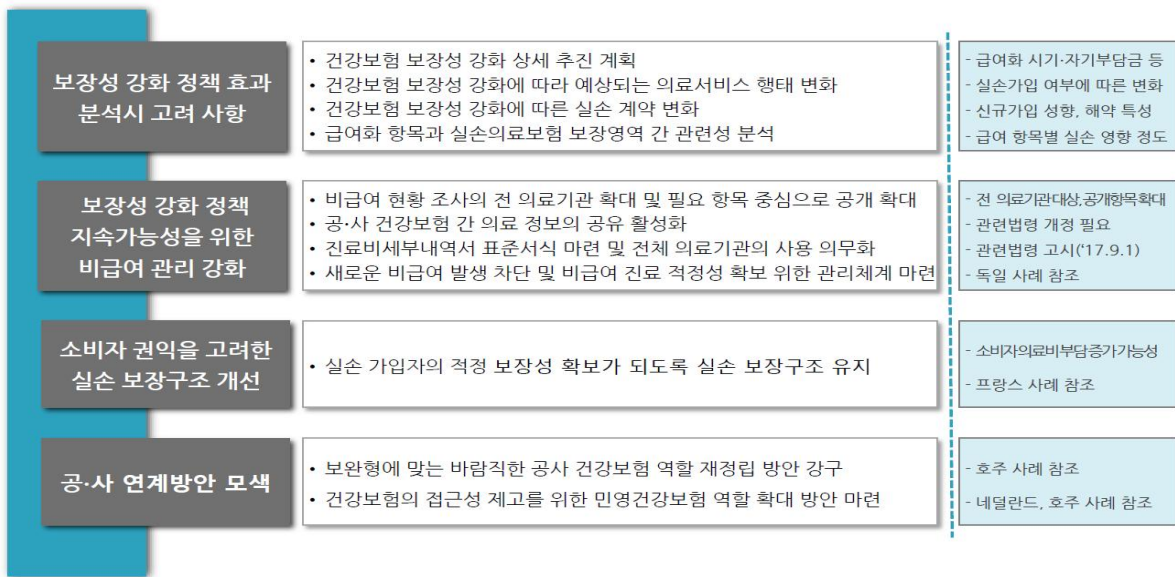 보장성 강화 정책 효과
분석시 고려 사항
• 건강보험 보장성 강화 상세 추진 계획
• 건강보험 보장성 강화에 따라 예상되는 의료서비스 행태 변화
• 건강보험 보장성 강화에 따른 실손 계약 변화
• 급여화 항목과 실손의료보험 보장영역 간 관련성 분석
- 급여화 시기·자기부담금 등
- 실손가입 여부에 따른 변화
- 신규가입 성향, 해약 특성
- 급여 항목별 실손 영향 정도
보장성 강화 정책
지속가능성을 위한
비급여 관리 강화
• 비급여 현황 조사의 전 의료기관 확대 및 필요 항목 중심으로 공개 확대
• 공·사 건강보험 간 의료 정보의 공유 활성화
• 진료비세부내역서 표준서식 마련 및 전체 의료기관의 사용 의무화
• 새로운 비급여 발생 차단 및 비급여 진료 적정성 확보 위한 관리체계 마련
- 전 의료기관대상,공개항목확대
- 관련법령 개정 필요
- 관련법령 고시('17.9.1)
- 독일 사례 참조
소비자 권익을 고려한
실손 보장구조 개선
• 실손 가입자의 적정 보장성 확보가 되도록 실손 보장구조 유지
- 소비자의료비부담증가가능성
- 프랑스 사례 참조
공·사 연계방안 모색
• 보완형에 맞는 바람직한 공사 건강보험 역할 재정립 방안 강구
• 건강보험의 접근성 제고를 위한 민영건강보험 역할 확대 방안 마련
- 호주 사례 참조
- 네덜란드, 호주 사례 참조